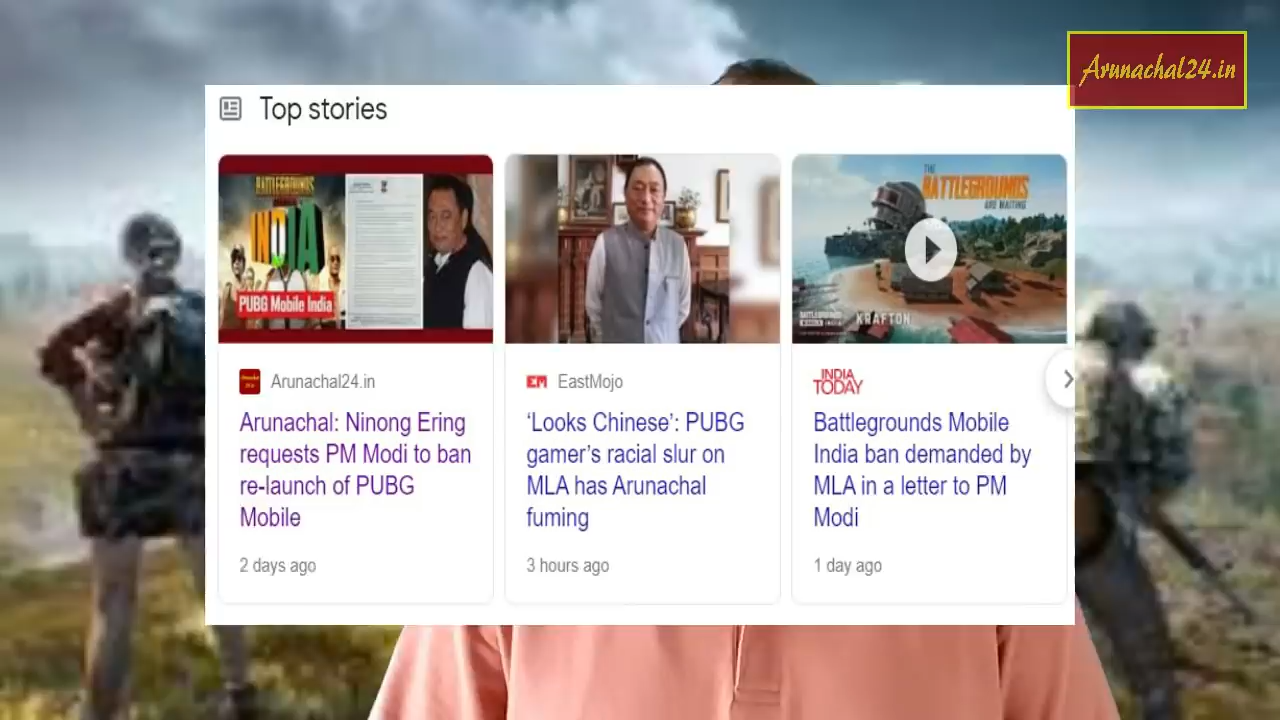 Arunachal24.in
Top stories
BATTLEGROUNDS
INDIA
PUBG Mobile India
THE
BATTLEGROUNDS
ARE WAITING
KRAFTON
Arunachal24.in
Arunachal: Ninong Ering
requests PM Modi to ban
re-launch of PUBG
Mobile
2 days ago
EM EastMojo
‘Looks Chinese’: PUBG
gamer’s racial slur on
MLA has Arunachal
fuming
3 hours ago
INDIA
TODAY
Battlegrounds Mobile
India ban demanded by
MLA in a letter to PM
Modi
1 day ago